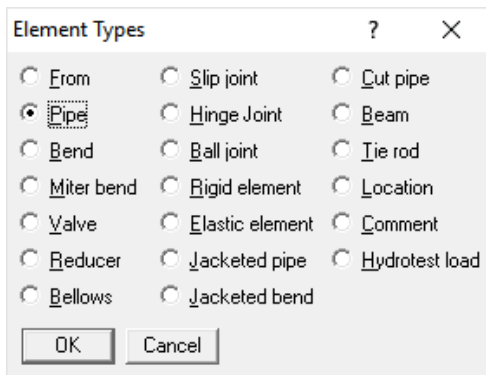 Element Types ?
From Slip joint Cut pipe
Pipe Hinge Joint Beam
Bend Ball joint Tie rod
Miter bend Rigid element Location
Valve Elastic element Comment
Reducer Jacketed pipe Hydrotest load
Bellows Jacketed bend
OK Cancel